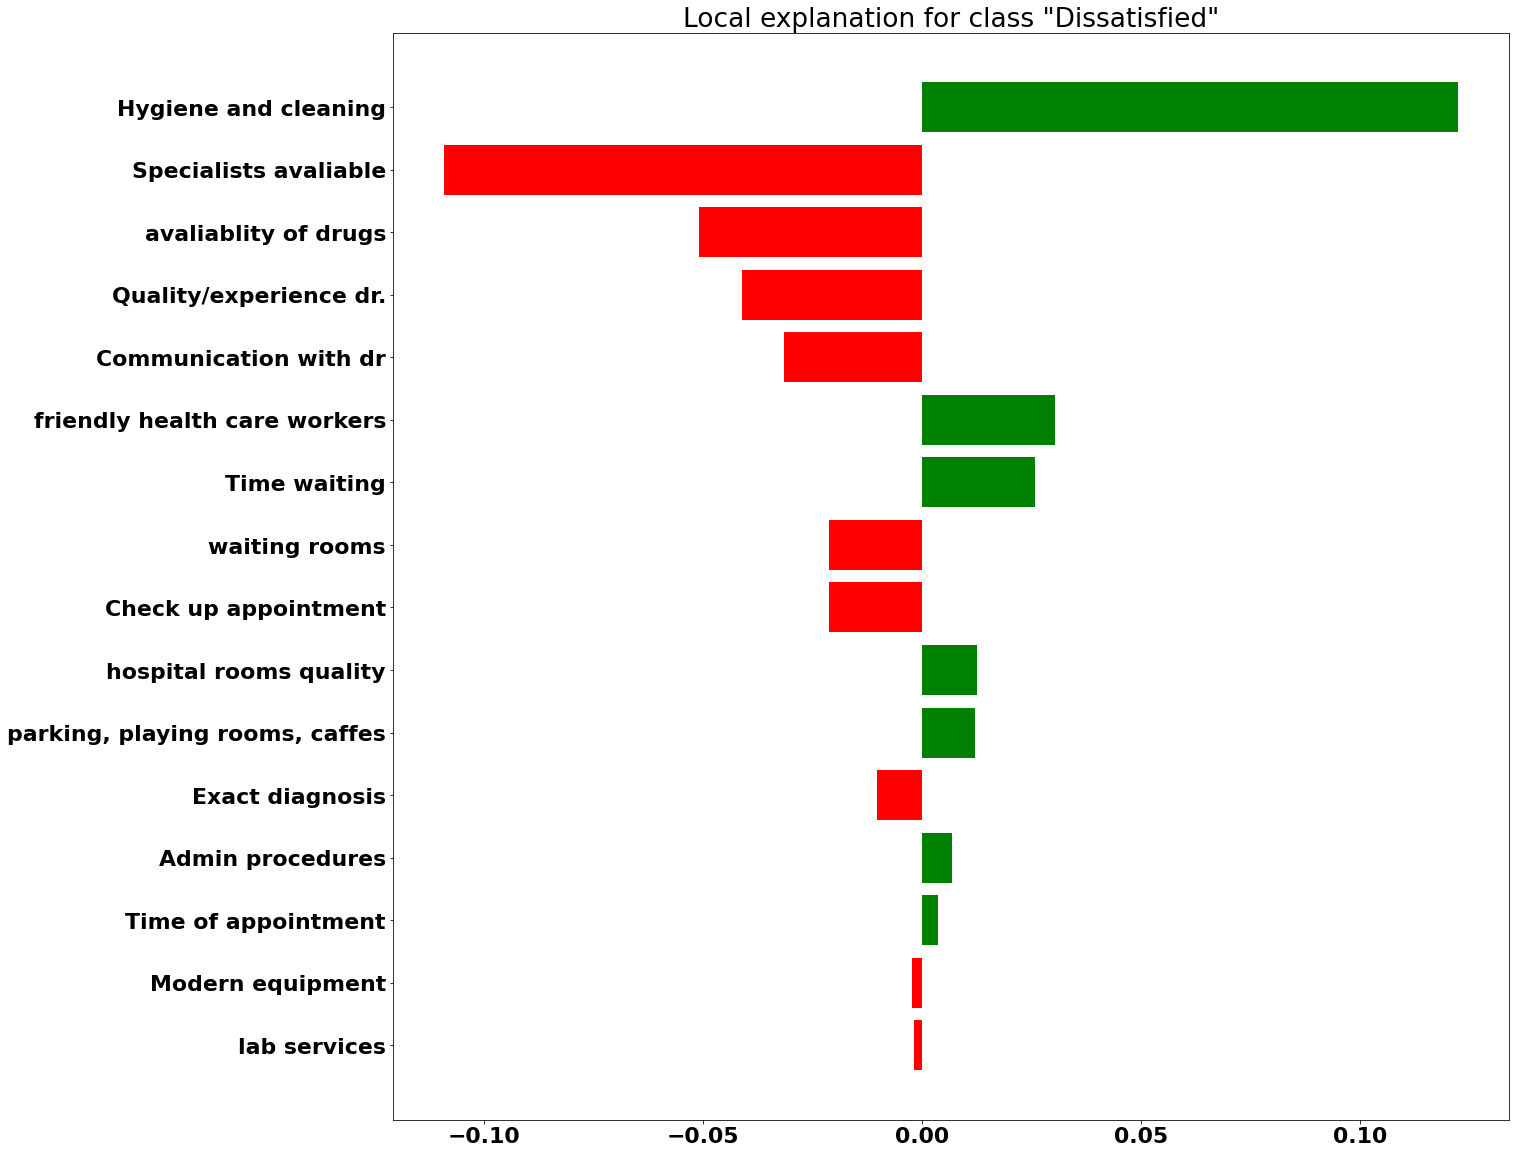 Local explanation for class "Dissatisfied"
Hygiene and cleaning
Specialists avaliable
avaliablity of drugs
Quality/experience dr.
Communication with dr
friendly health care workers
Time waiting
waiting rooms
Check up appointment
hospital rooms quality
parking, playing rooms, caffes
Exact diagnosis
Admin procedures
Time of appointment
Modern equipment
lab services
−0.10 −0.05 0.00 0.05 0.10